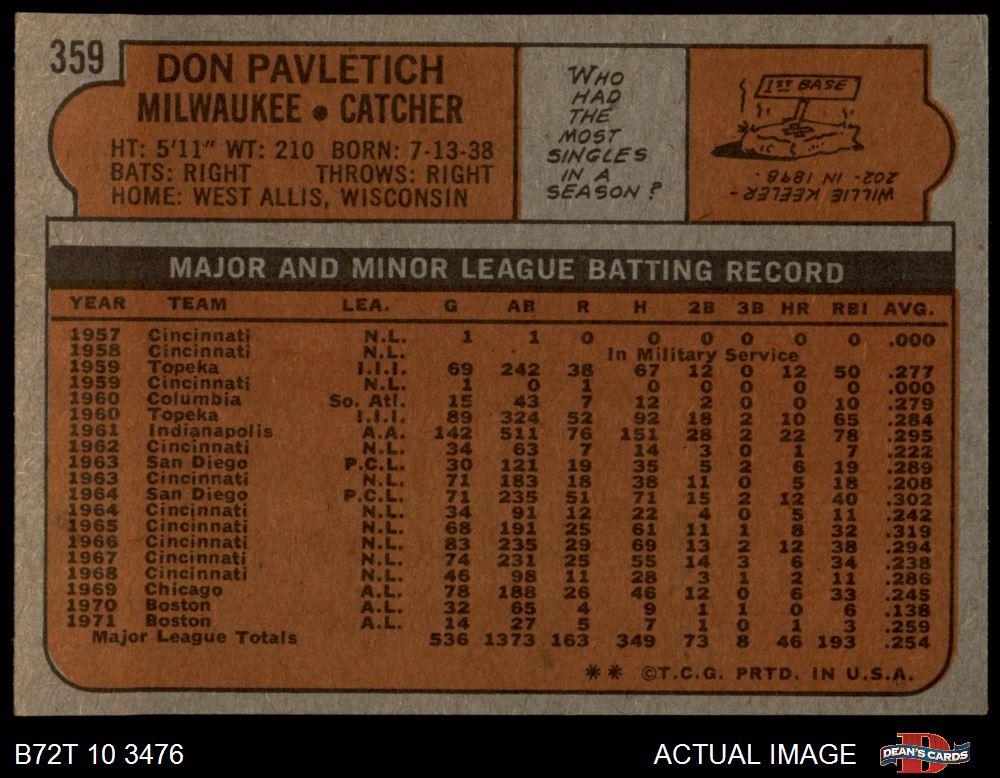 359
DON PAVLETICH
MILWAUKEE • CATCHER
HT: 5'11" WT: 210 BORN: 7-13-38
BATS: RIGHT THROWS: RIGHT
HOME: WEST ALLIS, WISCONSIN
WHO
HAD
THE
MOST
SINGLES
IN A
SEASON?
1ST BASE
WILLIE KEELER-
202- IN 1898.
MAJOR AND MINOR LEAGUE BATTING RECORD
YEAR TEAM LEA. G AB R H 2B 3B HR RBI AVG.
1957 Cincinnati N.L. 1 1 0 0 0 0 0 0 .000
1958 Cincinnati N.L. In Military Service
1959 Topeka I.I.I. 69 242 38 67 12 0 12 50 .277
1959 Cincinnati N.L. 1 0 1 0 0 0 0 0 .000
1960 Columbia So. Atl. 15 43 7 12 2 0 0 10 .279
1960 Topeka I.I.I. 89 324 52 92 18 2 10 65 .284
1961 Indianapolis A.A. 142 511 76 151 28 2 22 78 .295
1962 Cincinnati N.L. 34 63 7 14 3 0 1 7 .222
1963 San Diego P.C.L. 30 121 19 35 5 2 6 19 .289
1963 Cincinnati N.L. 71 183 18 38 11 0 5 18 .208
1964 San Diego P.C.L. 71 235 51 71 15 2 12 40 .302
1964 Cincinnati N.L. 34 91 12 22 4 0 5 11 .242
1965 Cincinnati N.L. 68 191 25 61 11 1 8 32 .319
1966 Cincinnati N.L. 83 235 29 69 13 2 12 38 .294
1967 Cincinnati N.L. 74 231 25 55 14 3 6 34 .238
1968 Cincinnati N.L. 46 98 11 28 3 1 2 11 .286
1969 Chicago A.L. 78 188 26 46 12 0 6 33 .245
1970 Boston A.L. 32 65 4 9 1 1 0 6 .138
1971 Boston A.L. 14 27 5 7 1 0 1 3 .259
Major League Totals 536 1373 163 349 73 8 46 193 .254
** ©T.C.G. PRTD. IN U.S.A.
B72T 10 3476
ACTUAL IMAGE
D
DEAN'S CARDS